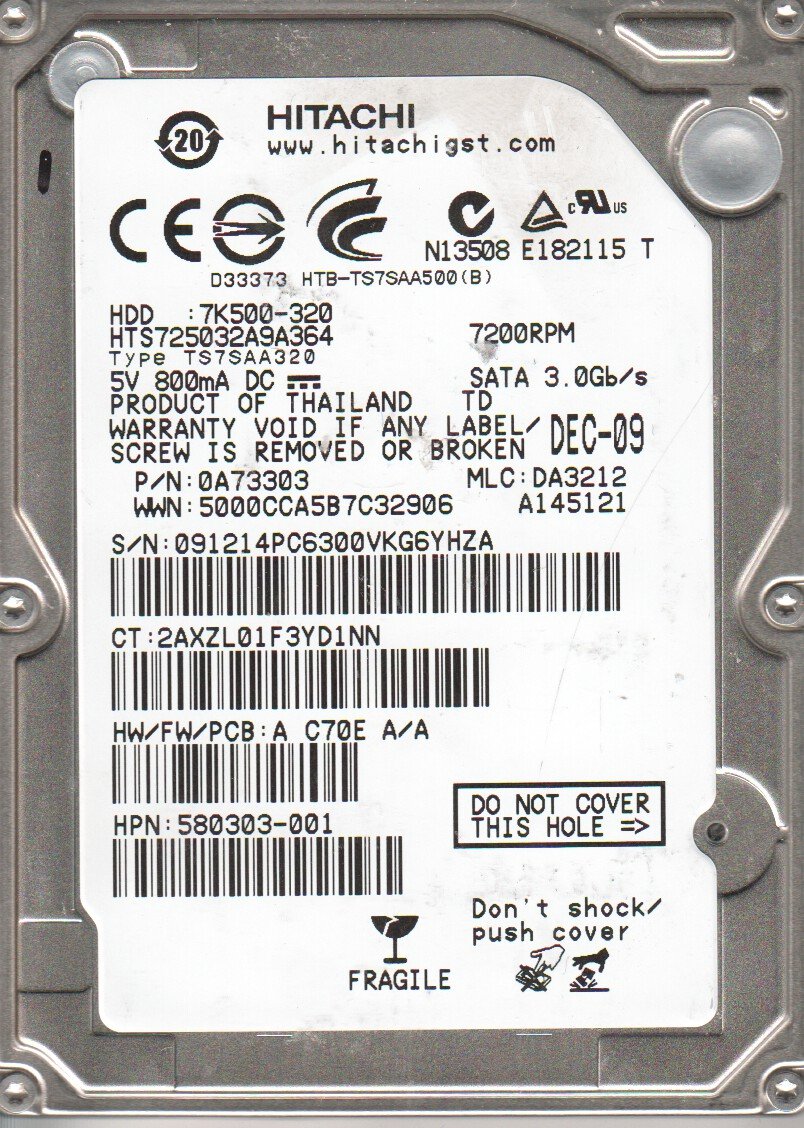 20
HITACHI
www.hitachigst.com
CE
c RU US
N13508 E182115 T
D33373 HTB-TS7SAA500(B)
HDD :7K500-320
HTS725032A9A364 7200RPM
Type TS7SAA320
5V 800mA DC SATA 3.0Gb/s
PRODUCT OF THAILAND TD
WARRANTY VOID IF ANY LABEL/
SCREW IS REMOVED OR BROKEN DEC-09
P/N:0A73303 MLC:DA3212
WWN:5000CCA5B7C32906 A145121
S/N:091214PC6300VKG6YHZA
CT:2AXZL01F3YD1NN
HW/FW/PCB:A C70E A/A
HPN:580303-001
DO NOT COVER
THIS HOLE =>
Don't shock/
push cover
FRAGILE